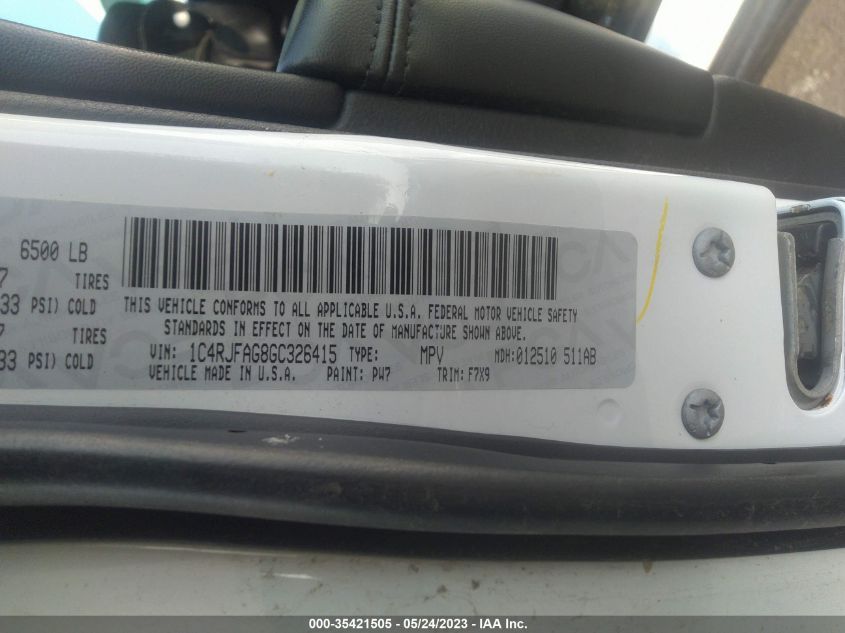 6500 LB
7 TIRES
33 PSI) COLD
7 TIRES
33 PSI) COLD
THIS VEHICLE CONFORMS TO ALL APPLICABLE U.S.A. FEDERAL MOTOR VEHICLE SAFETY
STANDARDS IN EFFECT ON THE DATE OF MANUFACTURE SHOWN ABOVE.
VIN: 1C4RJFAG8GC326415 TYPE: MPV MDH:012510 511AB
VEHICLE MADE IN U.S.A. PAINT: PW7 TRIM: F7X9
000-35421505 - 05/24/2023 - IAA Inc.